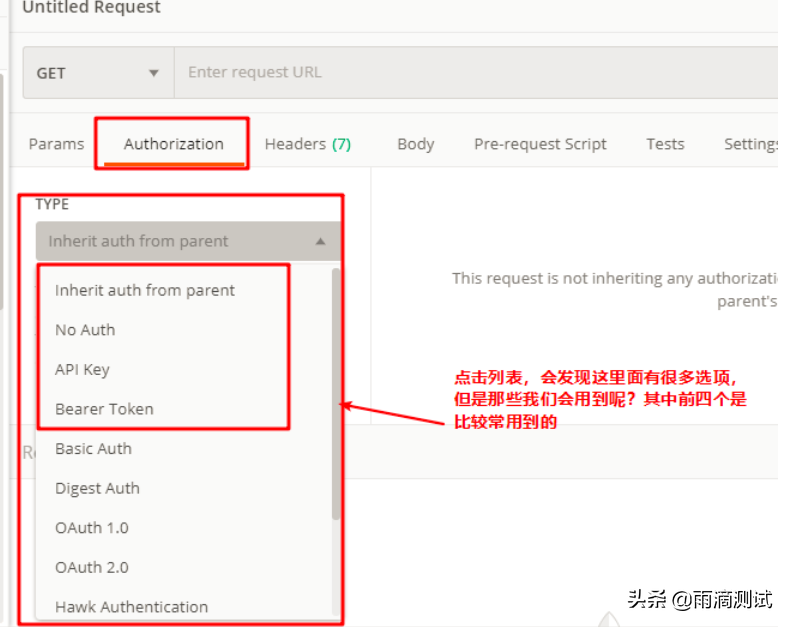 Untitled Request
GET
Enter request URL
Params
Authorization
Headers (7)
Body
Pre-request Script
Tests
Settings
TYPE
Inherit auth from parent
This request is not inheriting any
parent's
Inherit auth from parent
No Auth
API Key
Bearer Token
Basic Auth
Digest Auth
OAuth 1.0
OAuth 2.0
Hawk Authentication
点击列表，会发现这里面有很多选项，
但是那些我们会用到呢？其中前四个是
比较常用到的
头条 @雨滴测试